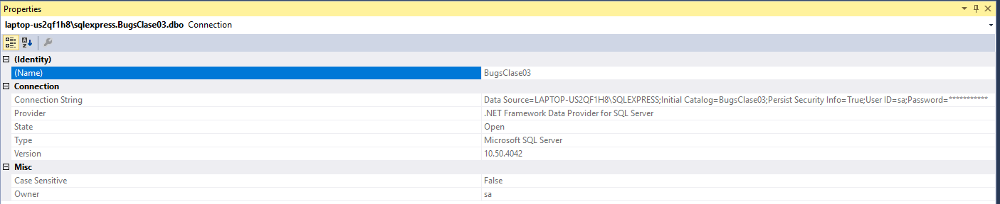 Properties
laptop-us2qf1h8\sqlexpress.BugsClase03.dbo Connection
(Identity)
(Name) BugsClase03
Connection
Connection String Data Source=LAPTOP-US2QF1H8\SQLEXPRESS;Initial Catalog=BugsClase03;Persist Security Info=True;User ID=sa;Password=***********
Provider .NET Framework Data Provider for SQL Server
State Open
Type Microsoft SQL Server
Version 10.50.4042
Misc
Case Sensitive False
Owner sa